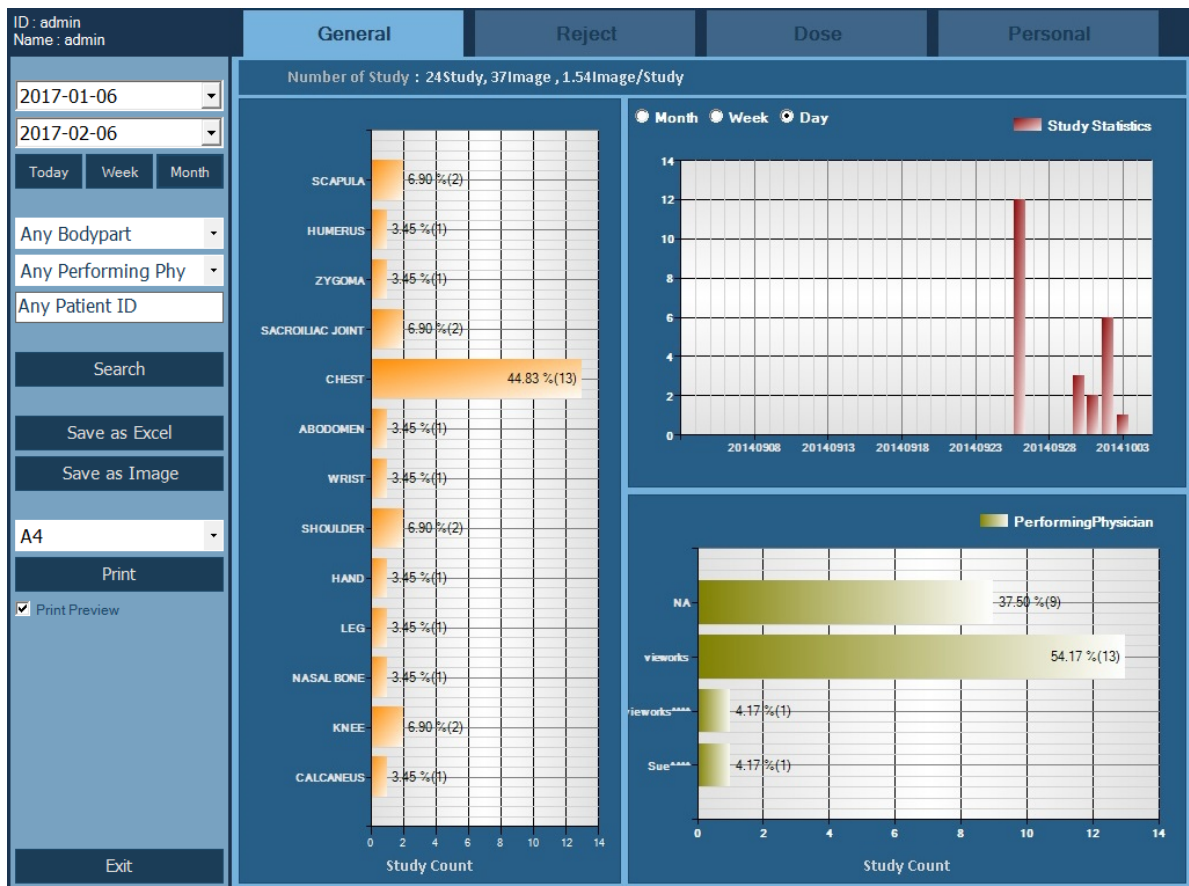 ID : admin
Name : admin
General
Reject
Dose
Personal
2017-01-06
2017-02-06
Today
Week
Month
Any Bodypart
Any Performing Phy
Any Patient ID
Search
Save as Excel
Save as Image
A4
Print
Print Preview
Exit
Number of Study : 24Study, 37Image , 1.54Image/Study
SCAPULA 6.90 %(2)
HUMERUS 3.45 %(1)
ZYGOMA 3.45 %(1)
SACROILIAC JOINT 6.90 %(2)
CHEST 44.83 %(13)
ABODOMEN 3.45 %(1)
WRIST 3.45 %(1)
SHOULDER 6.90 %(2)
HAND 3.45 %(1)
LEG 3.45 %(1)
NASAL BONE 3.45 %(1)
KNEE 6.90 %(2)
CALCANEUS 3.45 %(1)
0 2 4 6 8 10 12 14
Study Count
Month Week Day
Study Statistics
14
12
10
8
6
4
2
0
20140908 20140913 20140918 20140923 20140928 20141003
PerformingPhysician
NA 37.50 %(9)
vieworks 54.17 %(13)
ieworks**** 4.17 %(1)
Sue**** 4.17 %(1)
0 2 4 6 8 10 12 14
Study Count